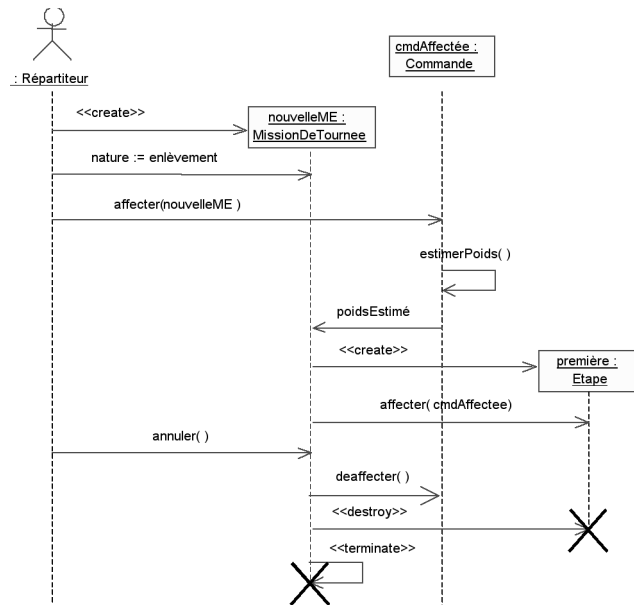 cmdAffectée :
Commande
: Répartiteur
<<create>>
nouvelleME :
MissionDeTournee
nature := enlèvement
affecter(nouvelleME )
estimerPoids( )
poidsEstimé
<<create>>
première :
Etape
affecter( cmdAffectee)
annuler( )
deaffecter( )
<<destroy>>
<<terminate>>